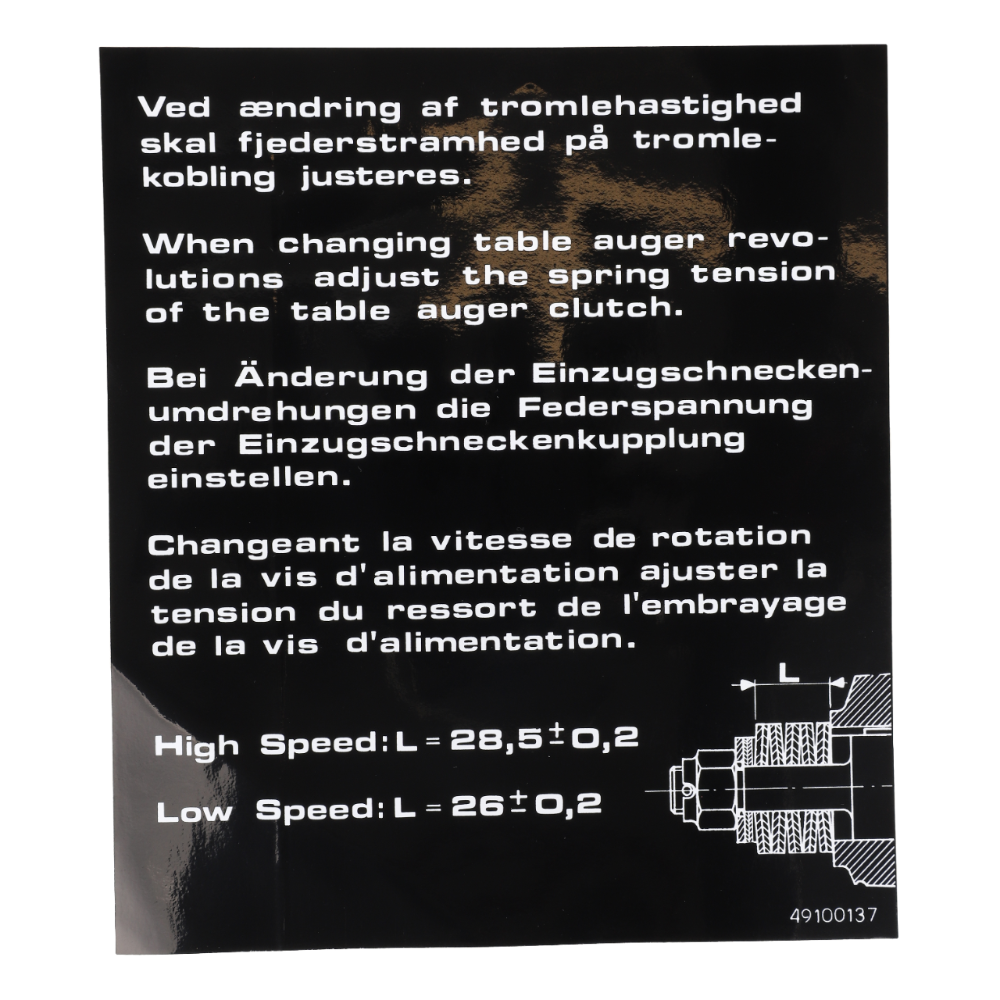 Ved ændring af tromlehastighed
skal fjederstramhed på tromle-
kobling justeres.
When changing table auger revo-
lutions adjust the spring tension
of the table auger clutch.
Bei Änderung der Einzugschnecken-
umdrehungen die Federspannung
der Einzugschneckenkupplung
einstellen.
Changeant la vitesse de rotation
de la vis d'alimentation ajuster la
tension du ressort de l'embrayage
de la vis d'alimentation.
L
High Speed: L = 28,5 ± 0,2
Low Speed: L = 26 ± 0,2
49100137